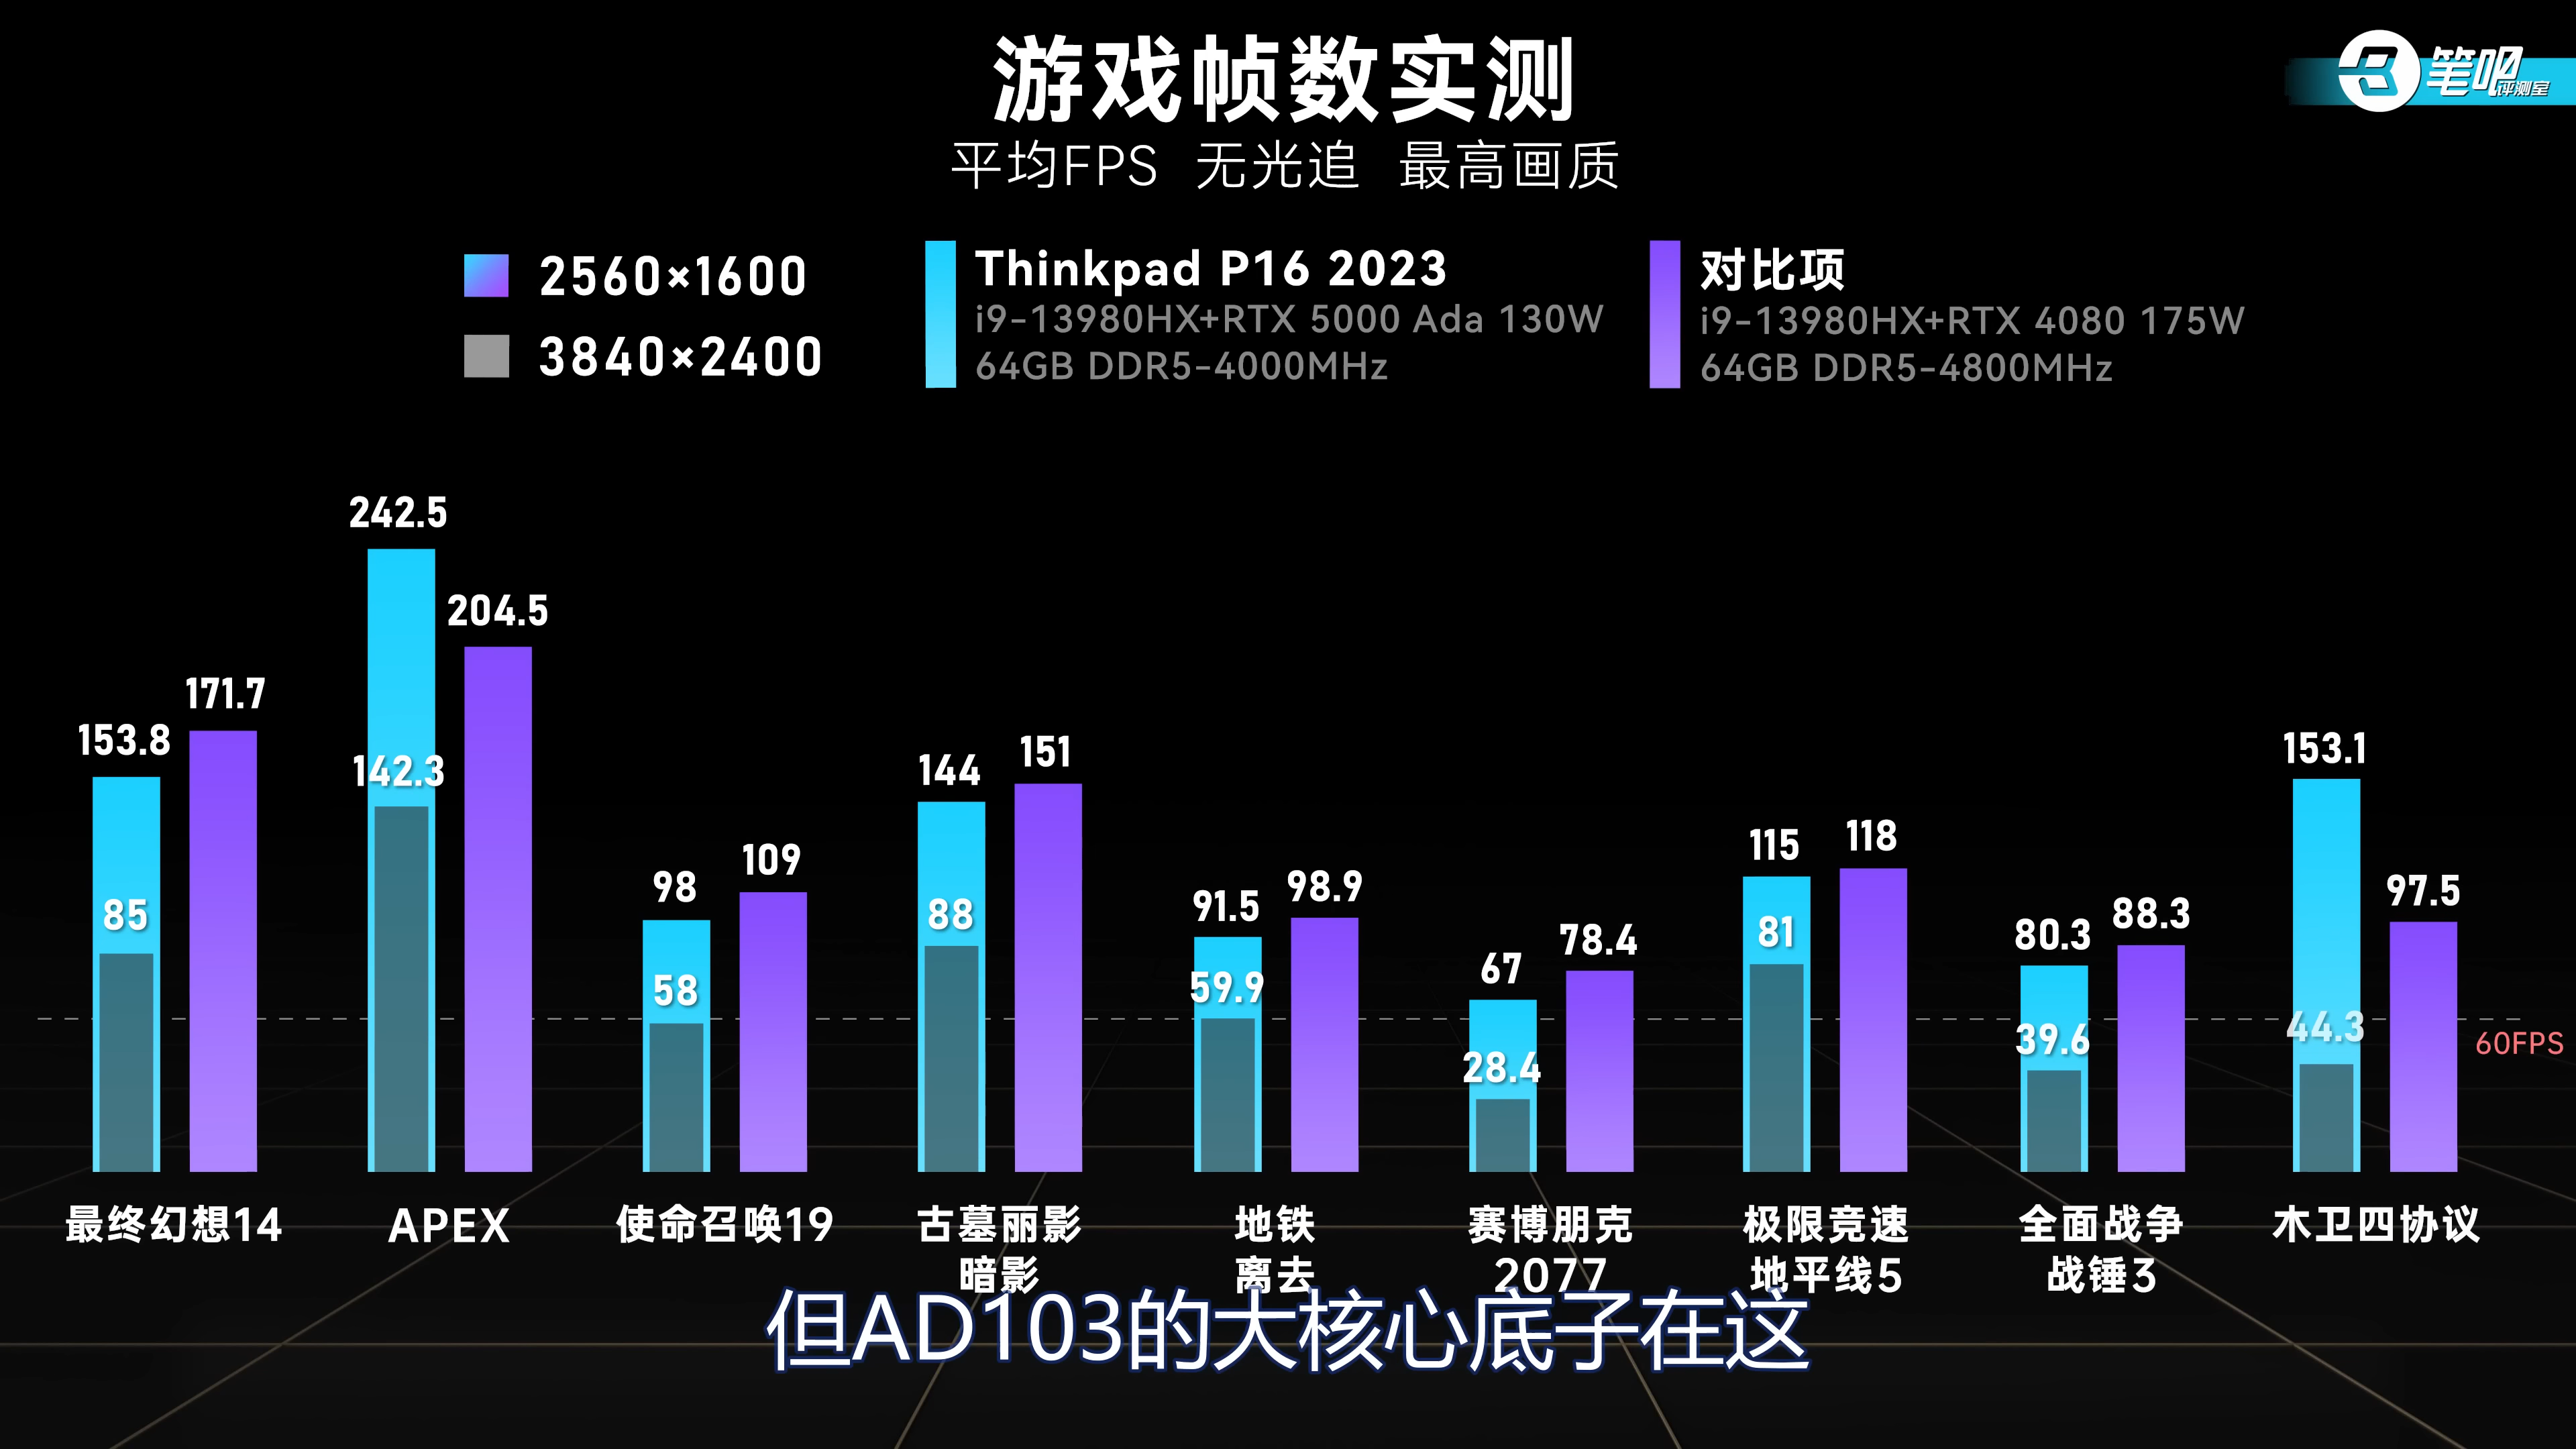 游戏帧数实测
平均FPS 无光追 最高画质
笔吧评测室
2560×1600
3840×2400
Thinkpad P16 2023
i9-13980HX+RTX 5000 Ada 130W
64GB DDR5-4000MHz
对比项
i9-13980HX+RTX 4080 175W
64GB DDR5-4800MHz
153.8
85
171.7
242.5
142.3
204.5
98
58
109
144
88
151
91.5
59.9
98.9
67
28.4
78.4
115
81
118
80.3
39.6
88.3
153.1
44.3
97.5
60FPS
最终幻想14
APEX
使命召唤19
古墓丽影
暗影
地铁
离去
赛博朋克
2077
极限竞速
地平线5
全面战争
战锤3
木卫四协议
但AD103的大核心底子在这